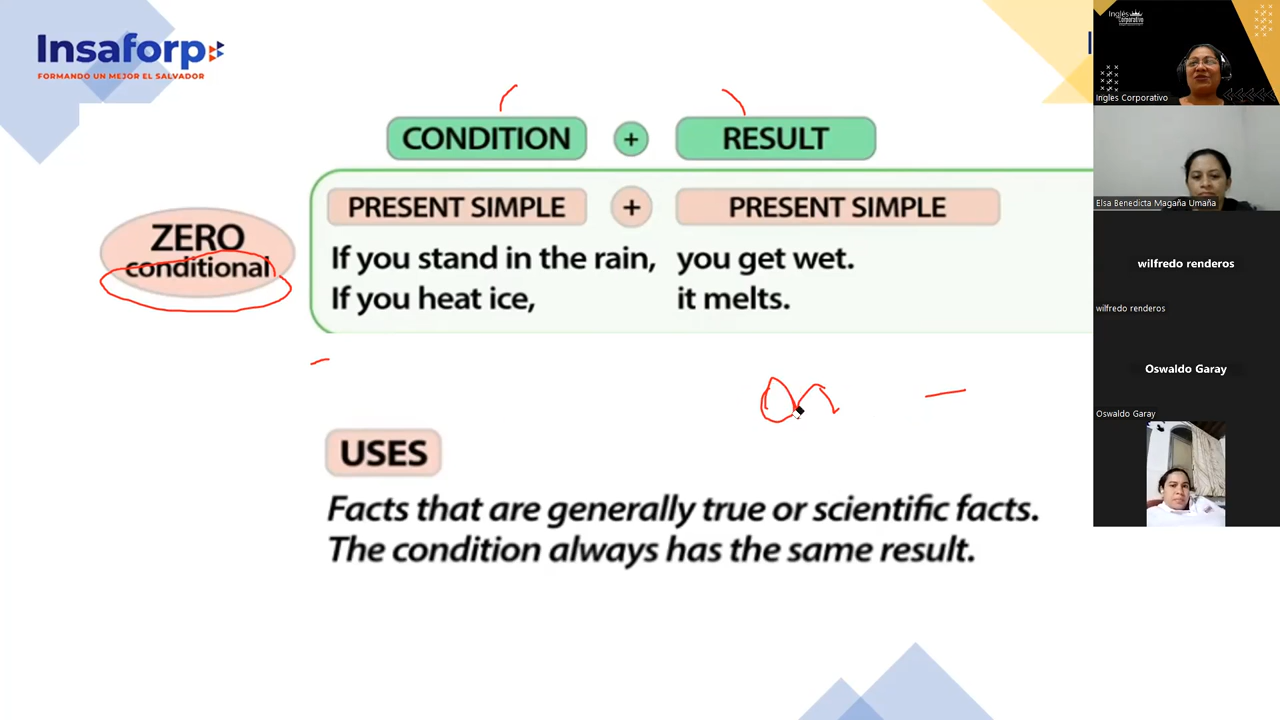 Insaforp
FORMANDO UN MEJOR EL SALVADOR
CONDITION + RESULT
PRESENT SIMPLE + PRESENT SIMPLE
ZERO
conditional
If you stand in the rain, you get wet.
If you heat ice, it melts.
USES
Facts that are generally true or scientific facts.
The condition always has the same result.
Inglés
Corporativo
Ingles Corporativo
Elsa Benedicta Magaña Umaña
wilfredo renderos
wilfredo renderos
Oswaldo Garay
Oswaldo Garay